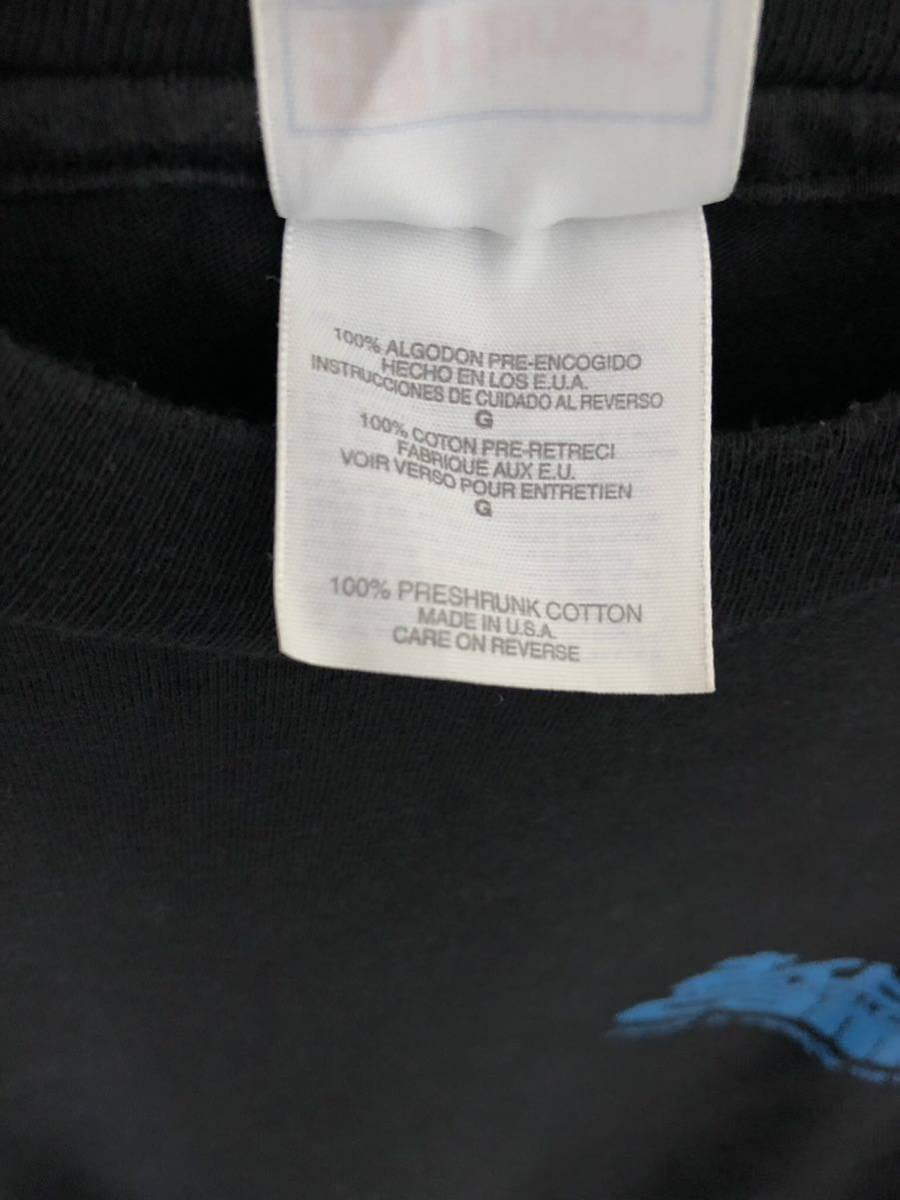 100% ALGODON PRE-ENCOGIDO
HECHO EN LOS E.U.A.
INSTRUCCIONES DE CUIDADO AL REVERSO
G
100% COTON PRE-RETRECI
FABRIQUE AUX E.U.
VOIR VERSO POUR ENTRETIEN
G
100% PRESHRUNK COTTON
MADE IN U.S.A.
CARE ON REVERSE